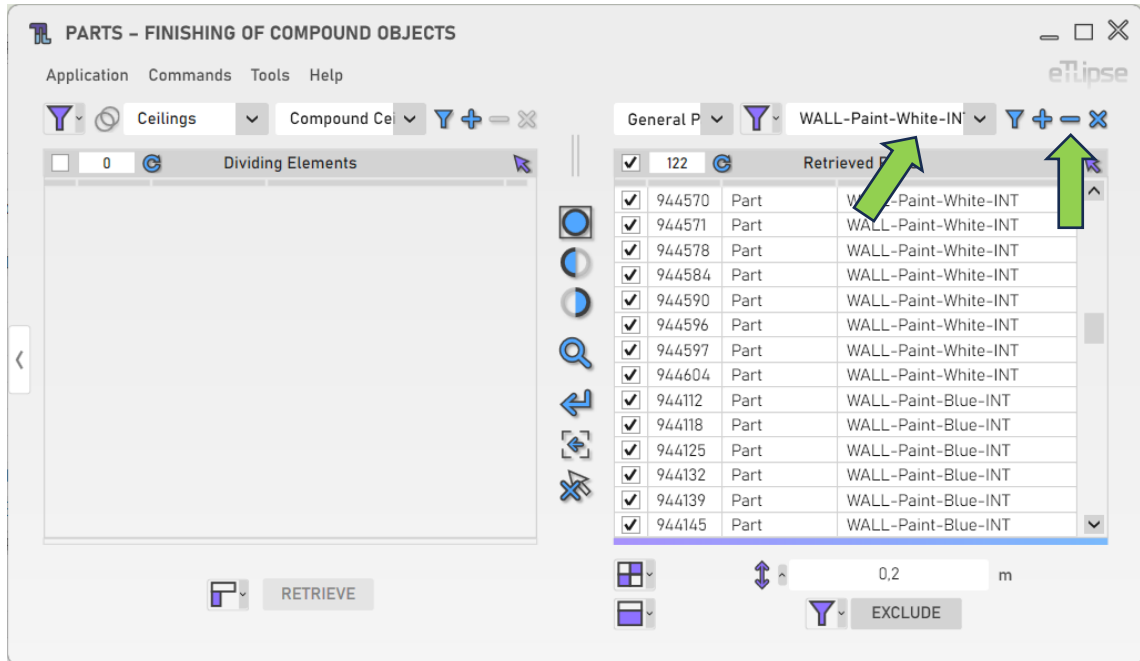 PARTS – FINISHING OF COMPOUND OBJECTS
Application Commands Tools Help
eTLipse
Ceilings Compound Cei General P WALL-Paint-White-IN
0 Dividing Elements 122 Retrieved
944570 Part WALL-Paint-White-INT
944571 Part WALL-Paint-White-INT
944578 Part WALL-Paint-White-INT
944584 Part WALL-Paint-White-INT
944590 Part WALL-Paint-White-INT
944596 Part WALL-Paint-White-INT
944597 Part WALL-Paint-White-INT
944604 Part WALL-Paint-White-INT
944112 Part WALL-Paint-Blue-INT
944118 Part WALL-Paint-Blue-INT
944125 Part WALL-Paint-Blue-INT
944132 Part WALL-Paint-Blue-INT
944139 Part WALL-Paint-Blue-INT
944145 Part WALL-Paint-Blue-INT
0,2 m
RETRIEVE
EXCLUDE